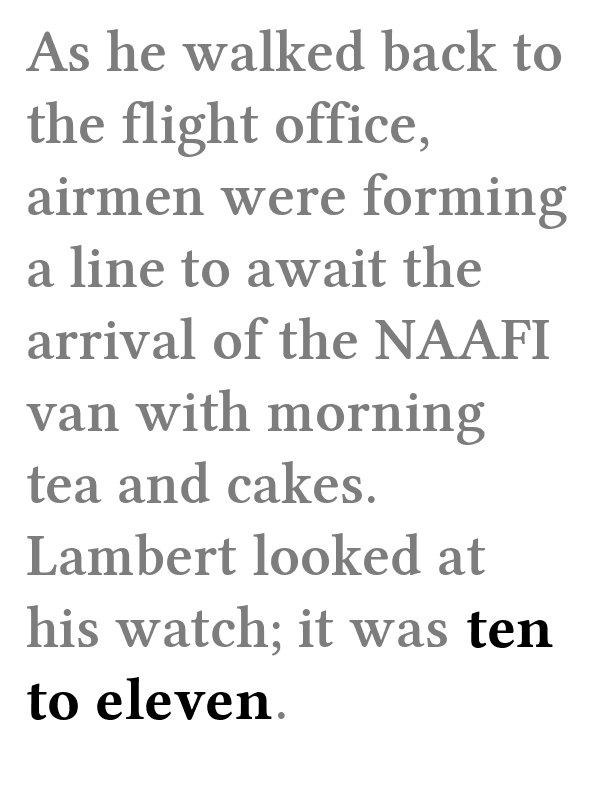 As he walked back to
the flight office,
airmen were forming
a line to await the
arrival of the NAAFI
van with morning
tea and cakes.
Lambert looked at
his watch; it was ten
to eleven.